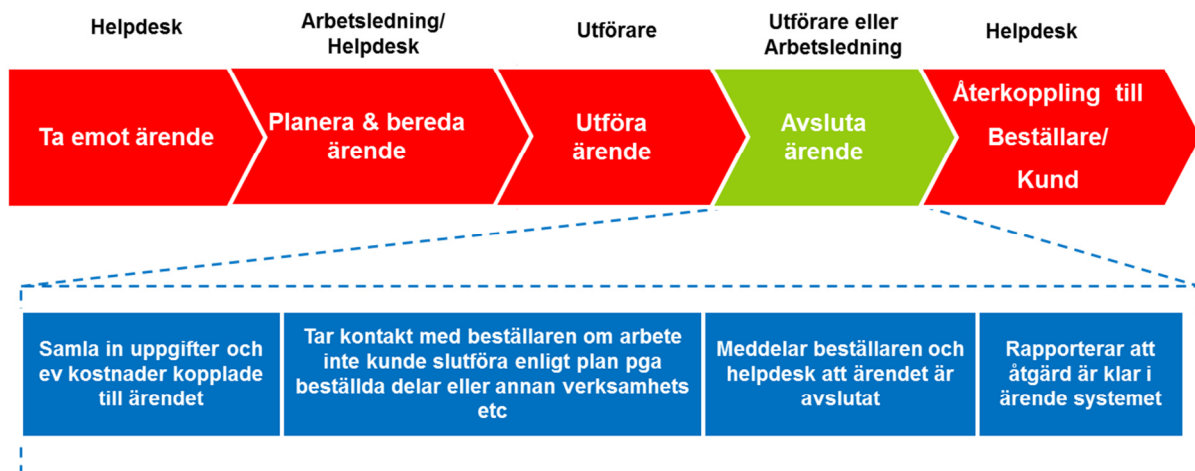 Helpdesk
Arbetsledning/
Helpdesk
Utförare
Utförare eller
Arbetsledning
Helpdesk
Ta emot ärende
Planera & bereda
ärende
Utföra
ärende
Avsluta
ärende
Återkoppling till
Beställare/
Kund
Samla in uppgifter och
ev kostnader kopplade
till ärendet
Tar kontakt med beställaren om arbete
inte kunde slutföra enligt plan pga
beställda delar eller annan verksamhets
etc
Meddelar beställaren och
helpdesk att ärendet är
avslutat
Rapporterar att
åtgärd är klar i
ärende systemet